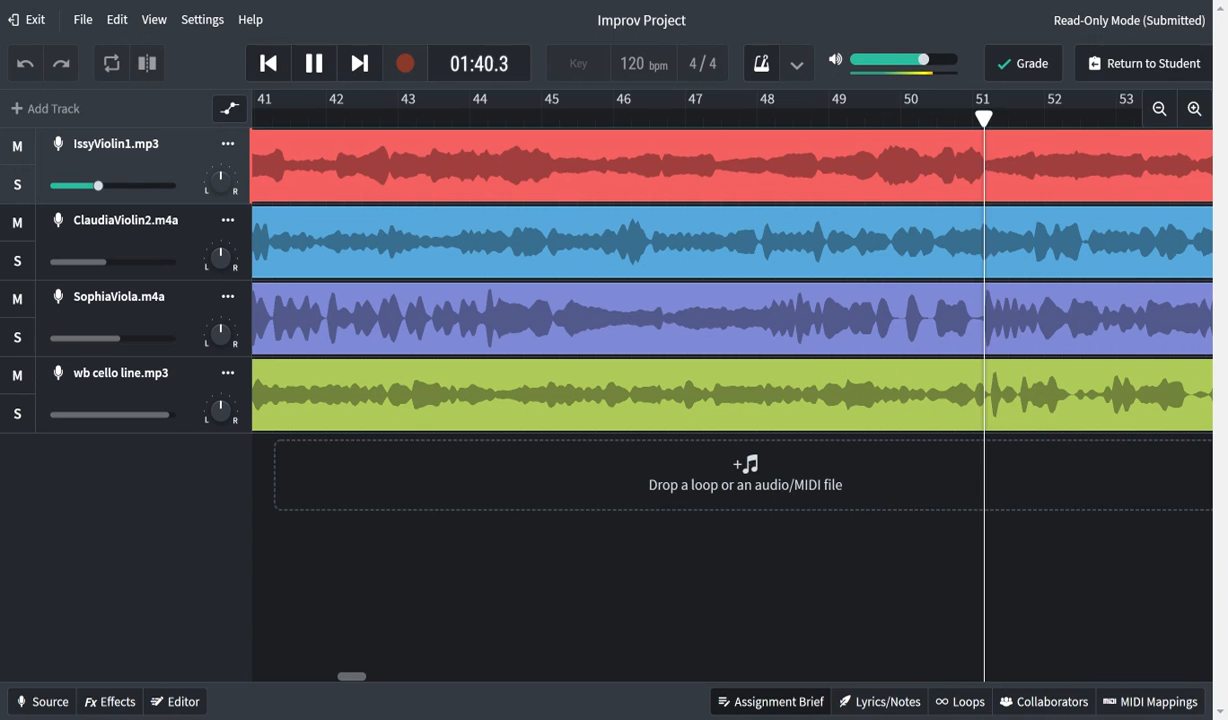 Exit File Edit View Settings Help Improv Project Read-Only Mode (Submitted)
01:40.3 Key 120 bpm 4 / 4 Grade Return to Student
Add Track 41 42 43 44 45 46 47 48 49 50 51 52 53
M IssyViolin1.mp3
S L R
M ClaudiaViolin2.m4a
S L R
M SophiaViola.m4a
S L R
M wb cello line.mp3
S L R
Drop a loop or an audio/MIDI file
Source Fx Effects Editor Assignment Brief Lyrics/Notes Loops Collaborators MIDI Mappings